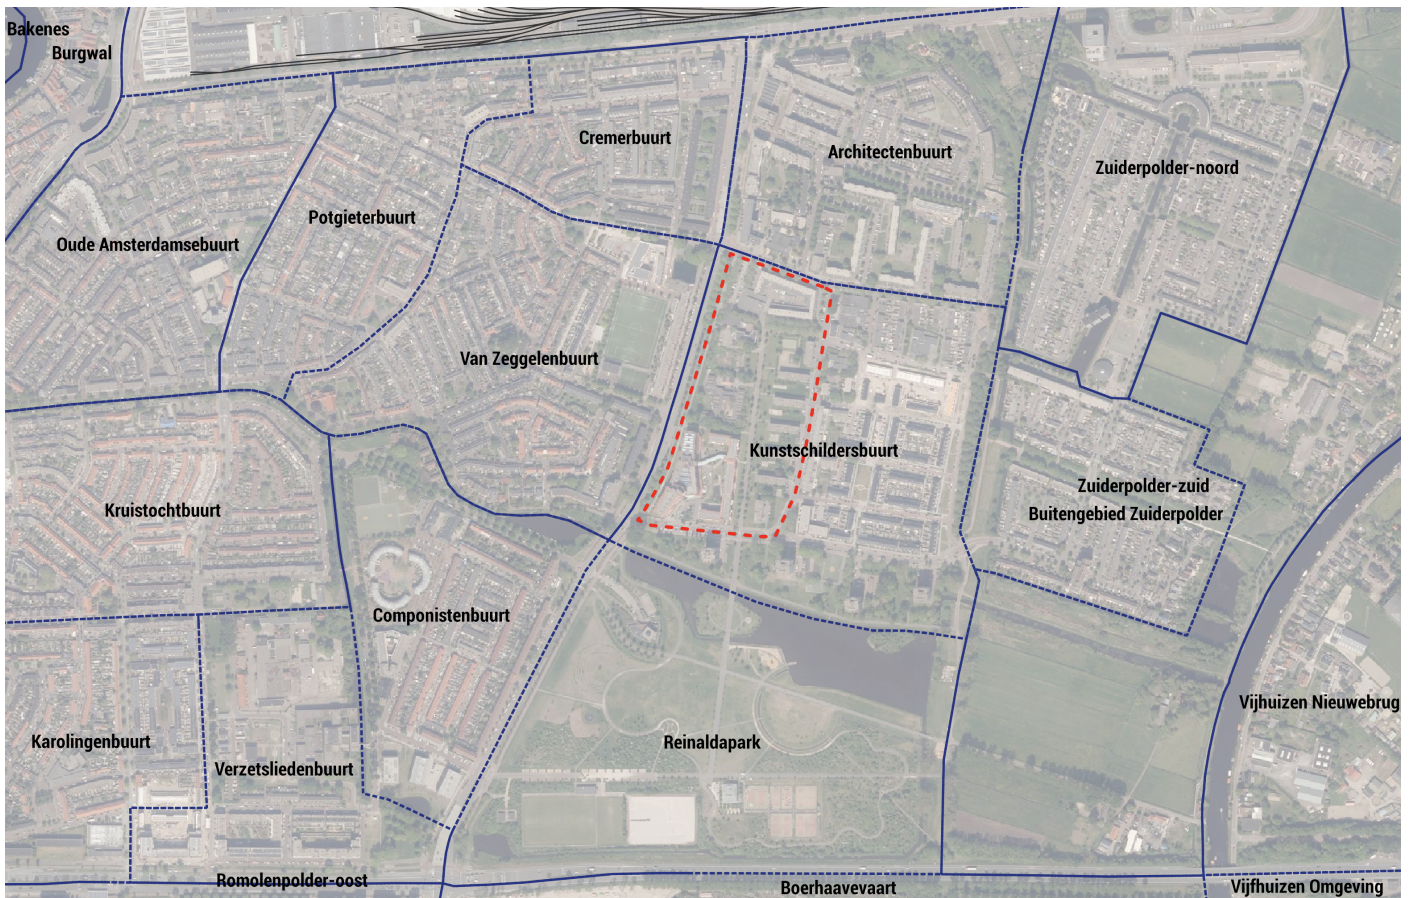 Bakenes
Burgwal
Cremerbuurt
Architectenbuurt
Zuiderpolder-noord
Potgieterbuurt
Oude Amsterdamsebuurt
Van Zeggelenbuurt
Kunstschildersbuurt
Zuiderpolder-zuid
Buitengebied Zuiderpolder
Kruistochtbuurt
Componistenbuurt
Vijhuizen Nieuwebrug
Karolingenbuurt
Reinaldapark
Verzetsliedenbuurt
Romolenpolder-oost
Boerhaavevaart
Vijfhuizen Omgeving